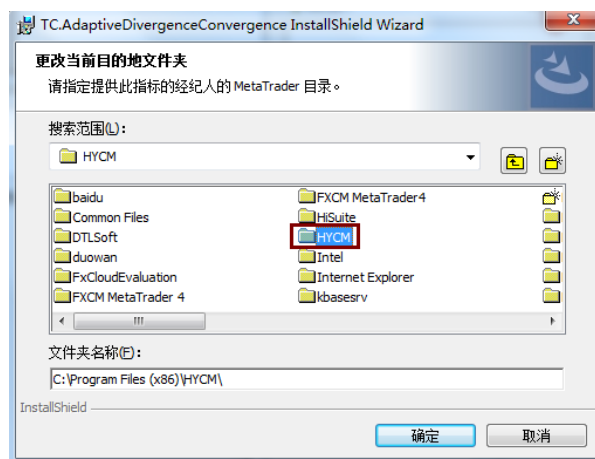 TC.AdaptiveDivergenceConvergence InstallShield Wizard
更改当前目的地文件夹
请指定提供此指标的经纪人的 MetaTrader 目录。
搜索范围(L):
HYCM
baidu
Common Files
DTLSoft
duowan
FxCloudEvaluation
FXCM MetaTrader 4
FXCM MetaTrader4
HiSuite
HYCM
Intel
Internet Explorer
kbasesrv
文件夹名称(F):
C:\Program Files (x86)\HYCM\
InstallShield
确定
取消